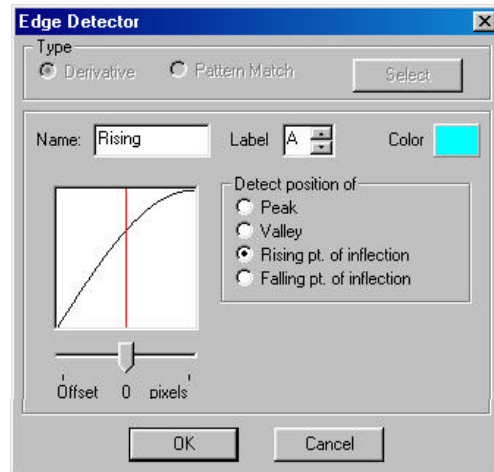 Edge Detector
Type
Derivative Pattern Match Select
Name: Rising Label A Color
Detect position of
Peak
Valley
Rising pt. of inflection
Falling pt. of inflection
Offset 0 pixels
OK Cancel